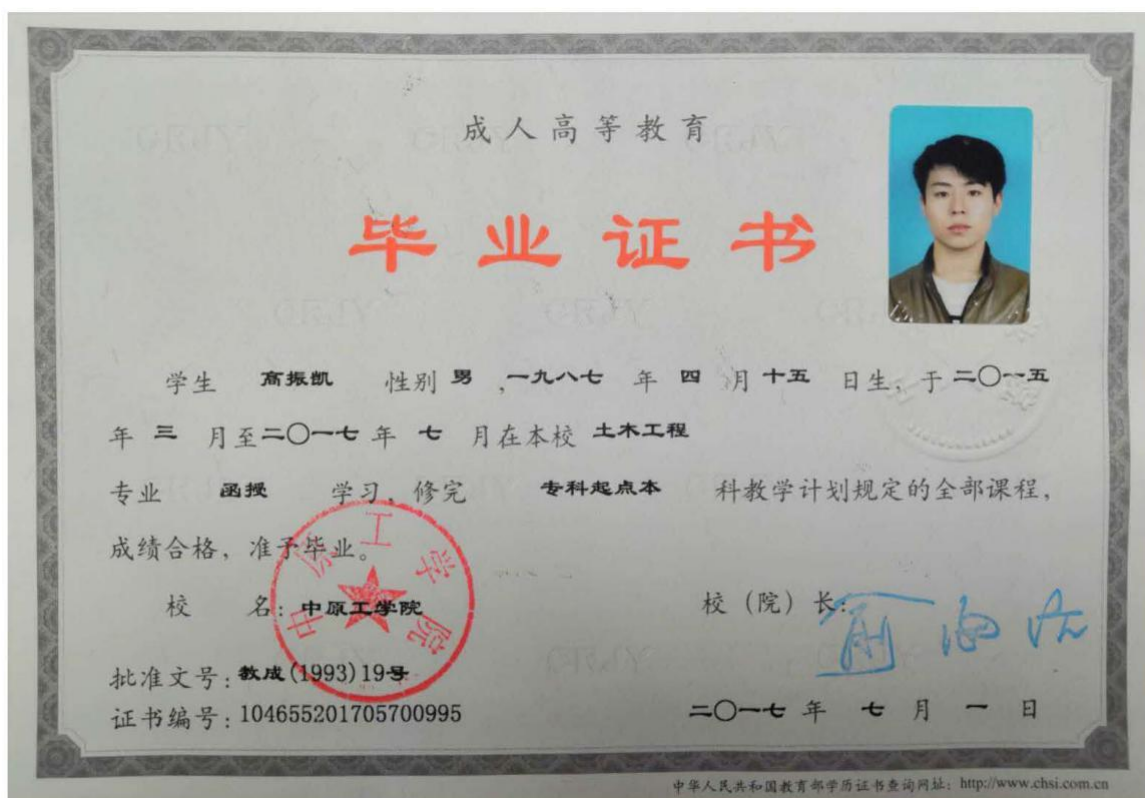 成人高等教育
毕业证书
学生 高振凯 性别 男 ,一九八七 年 四 月 十五 日生, 于 二〇一五
年 三 月至 二〇一七 年 七 月在本校 土木工程
专业 函授 学习, 修完 专科起点本 科教学计划规定的全部课程,
成绩合格, 准予毕业。
校 名: 中原工学院
校（院）长:
中原工学院
批准文号: 教成(1993)19号
证书编号: 104655201705700995
二〇一七 年 七 月 一 日
中华人民共和国教育部学历证书查询网址: http://www.chsi.com.cn